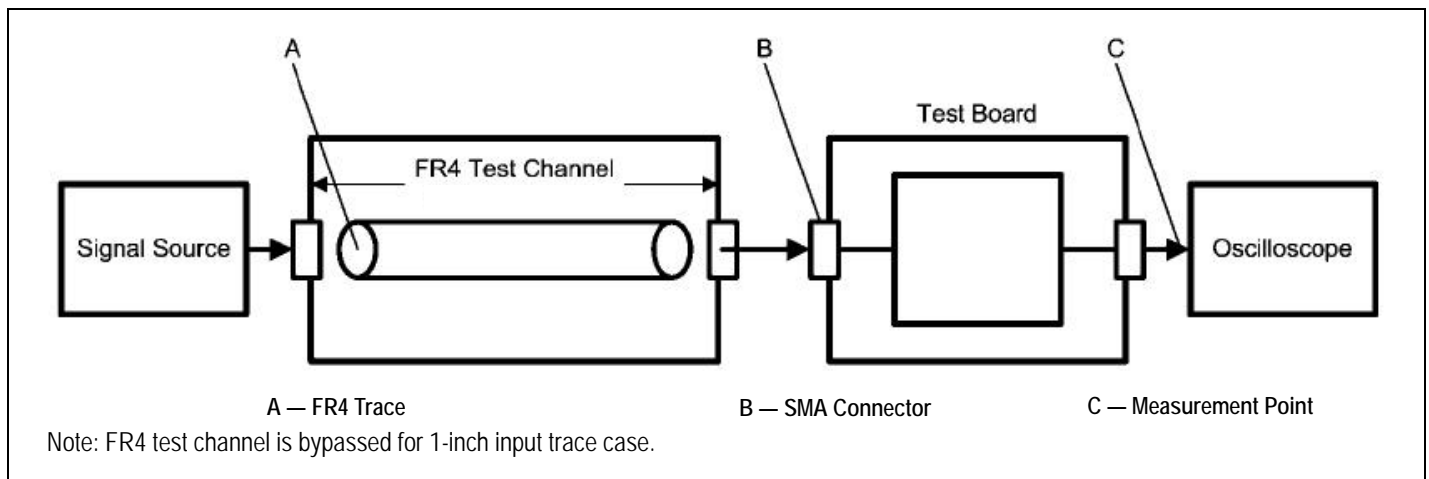 A
B
C
Test Board
FR4 Test Channel
Signal Source
Oscilloscope
A — FR4 Trace
B — SMA Connector
C — Measurement Point
Note: FR4 test channel is bypassed for 1-inch input trace case.